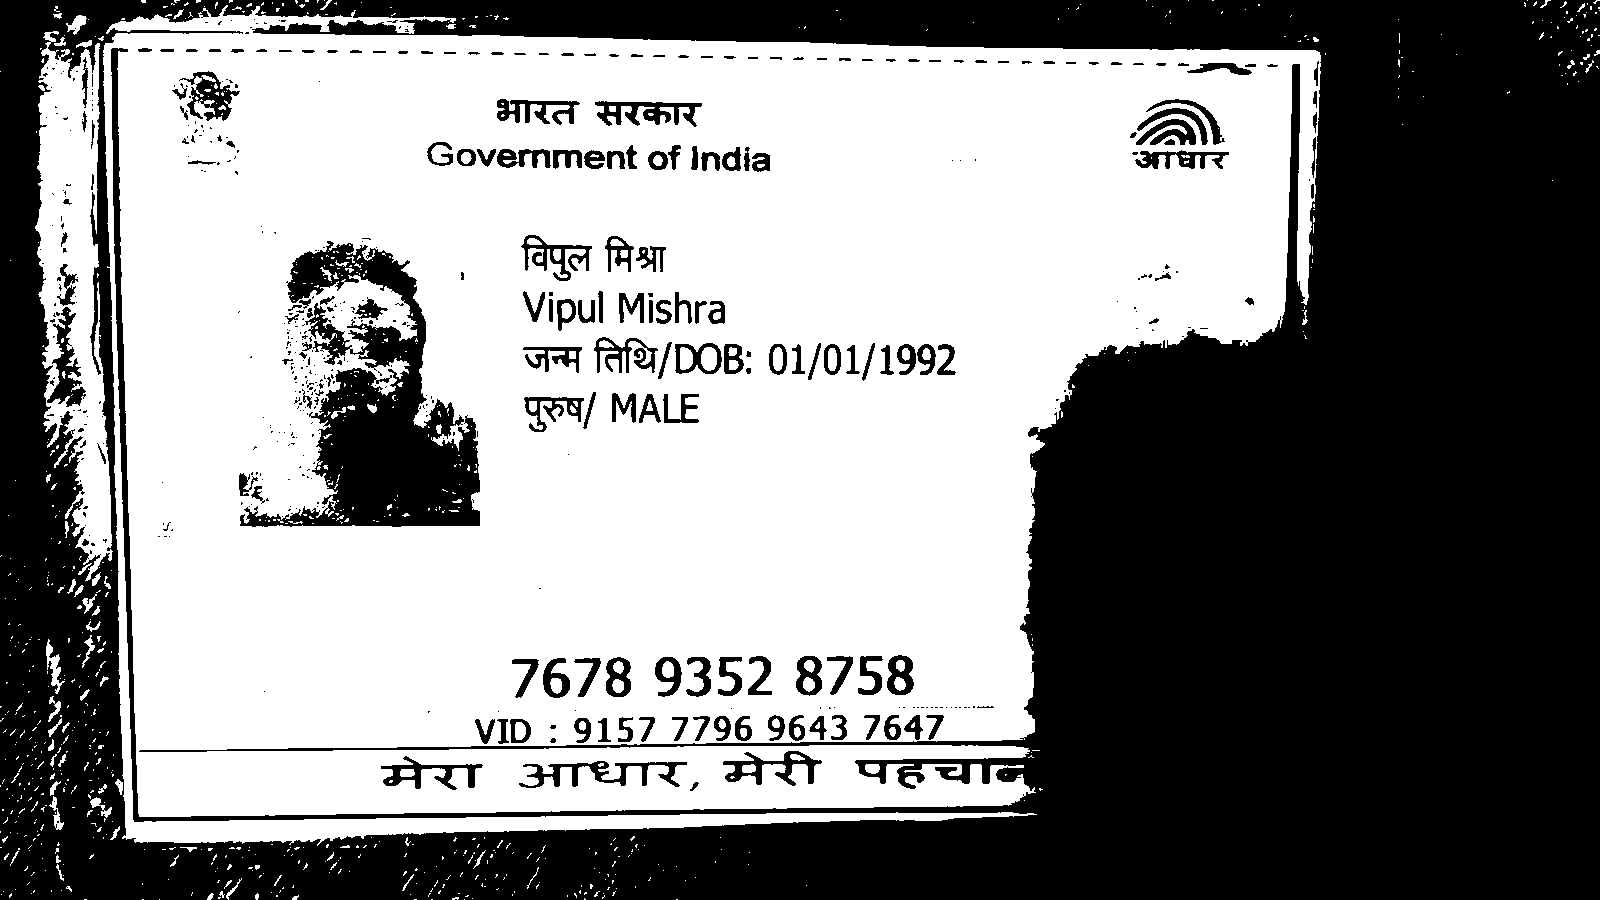 भारत सरकार
Government of India
आधार
विपुल मिश्रा
Vipul Mishra
जन्म तिथि/DOB: 01/01/1992
पुरुष/ MALE
7678 9352 8758
VID : 9157 7796 9643 7647
मेरा आधार, मेरी पहचान